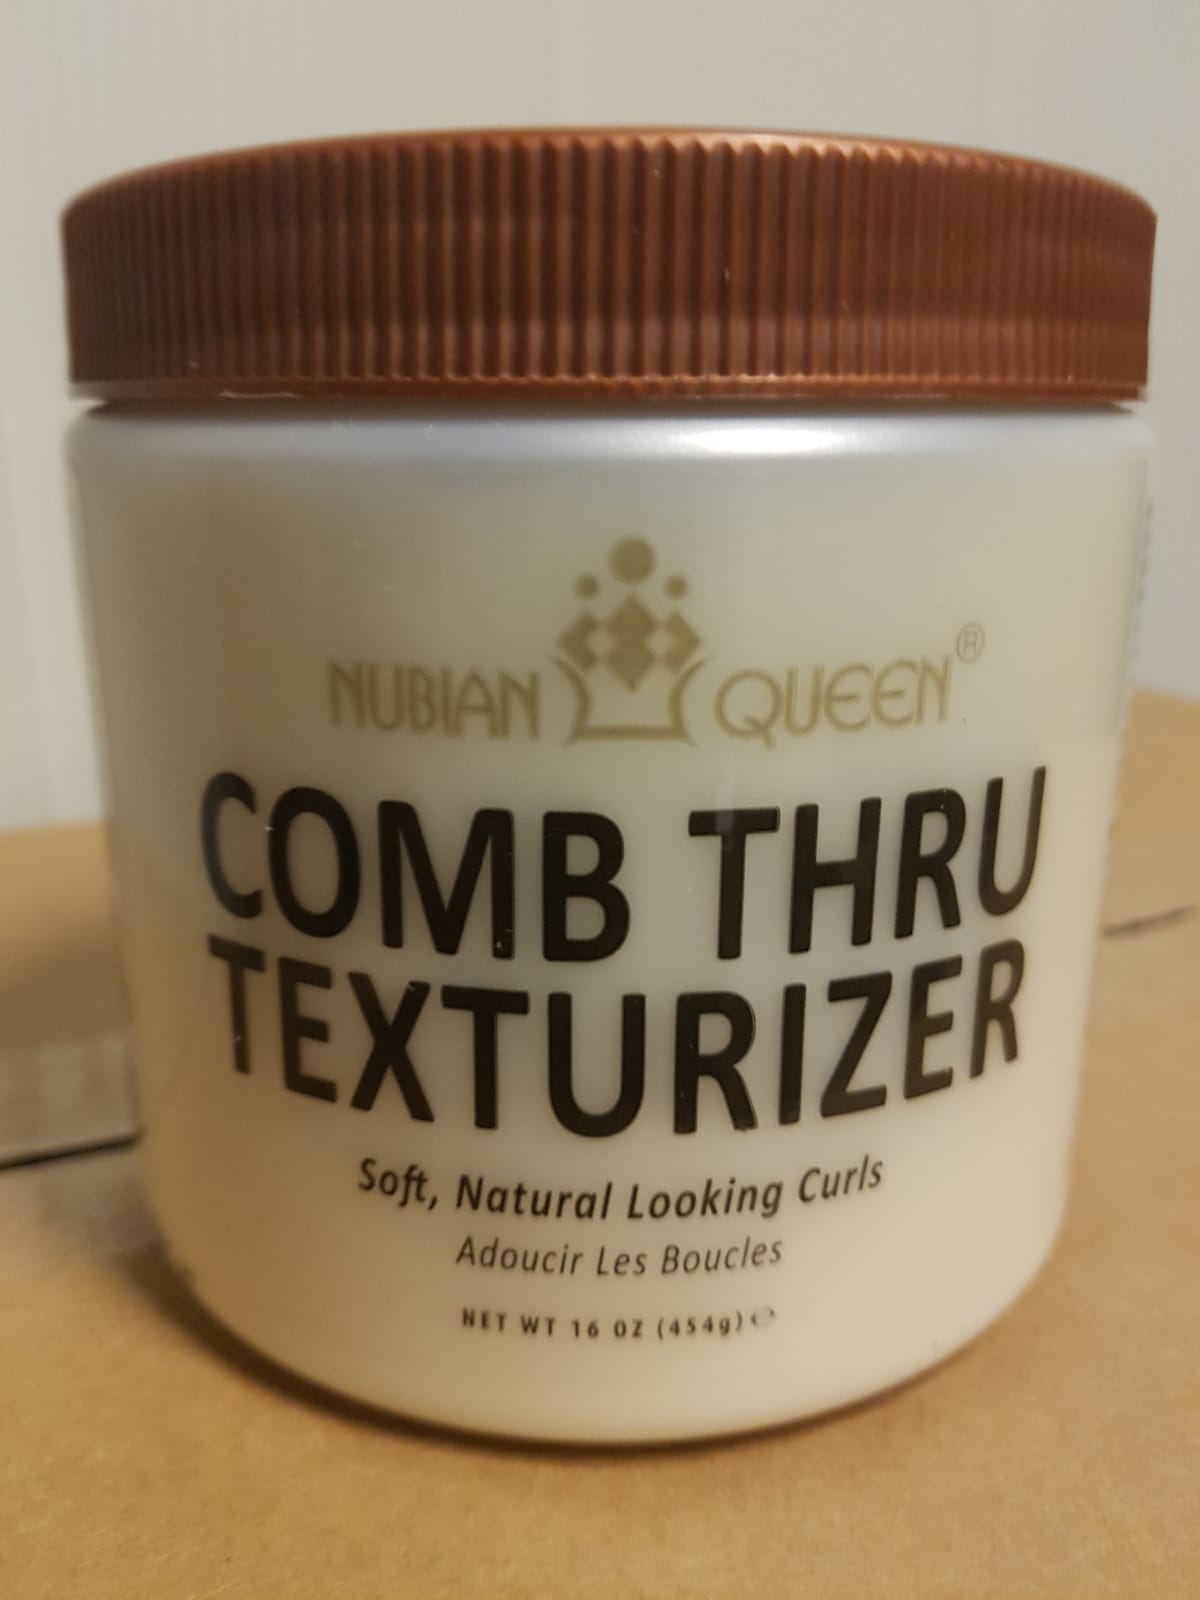 NUBIAN QUEEN®
COMB THRU
TEXTURIZER
Soft, Natural Looking Curls
Adoucir Les Boucles
NET WT 16 OZ (454g) ℮